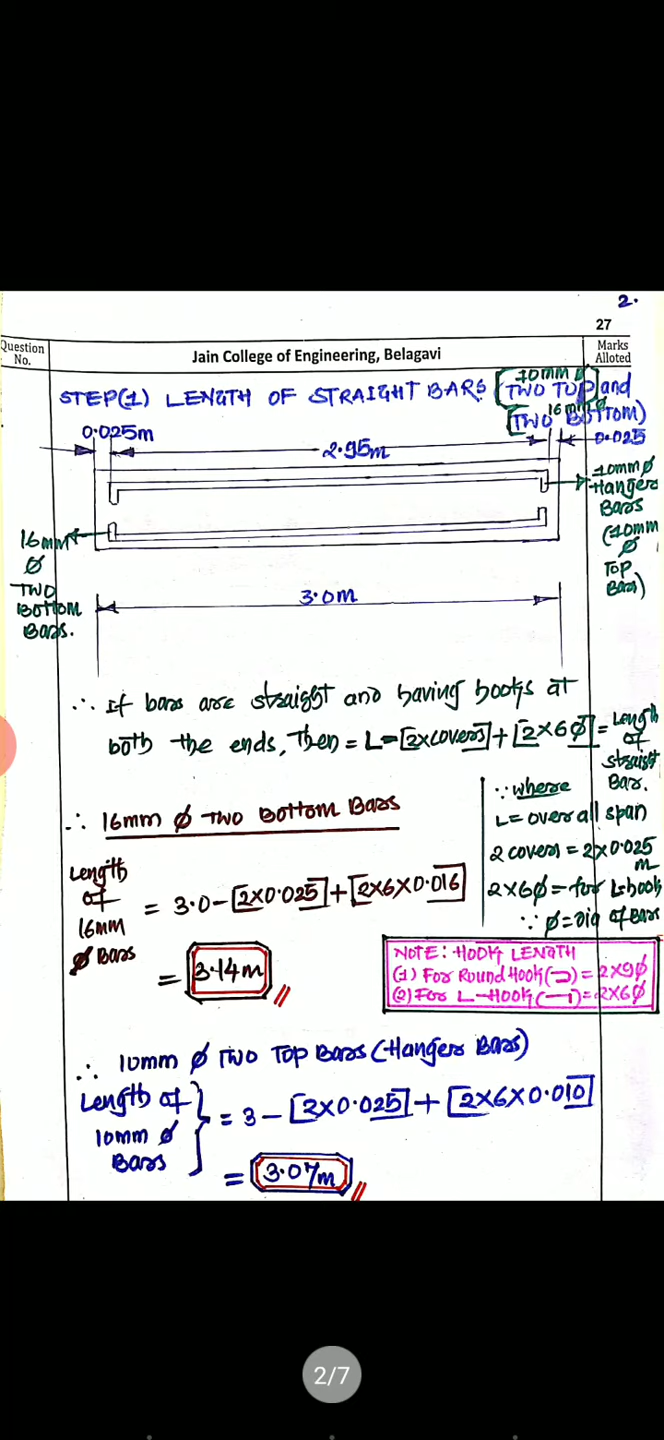 2.
27
Question No.
Jain College of Engineering, Belagavi
Marks Alloted
STEP(1) LENGTH OF STRAIGHT BARS (10mm ϕ TWO TOP) and
(16mm ϕ TWO BOTTOM)
0.025m
2.95m
0.025
10mm ϕ
Hangers
Bars
(10mm
ϕ
Top
Bars)
16mm
ϕ
TWO
Bottom
Bars.
3.0m
∴ If bars are straight and having hooks at
both the ends, Then = L-[2xcovers]+[2x6ϕ] = Length
of
straight
Bar.
∵ where
L= over all span
2 covers = 2x0.025
m
2x6ϕ= for L-hook
∵ ϕ= Dia of Bars
∴ 16mm ϕ Two Bottom Bars
Length
of
16mm
ϕ Bars
= 3.0-[2x0.025]+[2x6x0.016]
= 3.14m
NOTE: HOOK LENGTH
(1) For Round Hook(⊃) = 2x9ϕ
(2) For L-Hook(—ı) = 2x6ϕ
∴ 10mm ϕ Two Top Bars (Hangers Bars)
Length of
10mm ϕ
Bars
= 3-[2x0.025]+[2x6x0.010]
= 3.07m
2/7